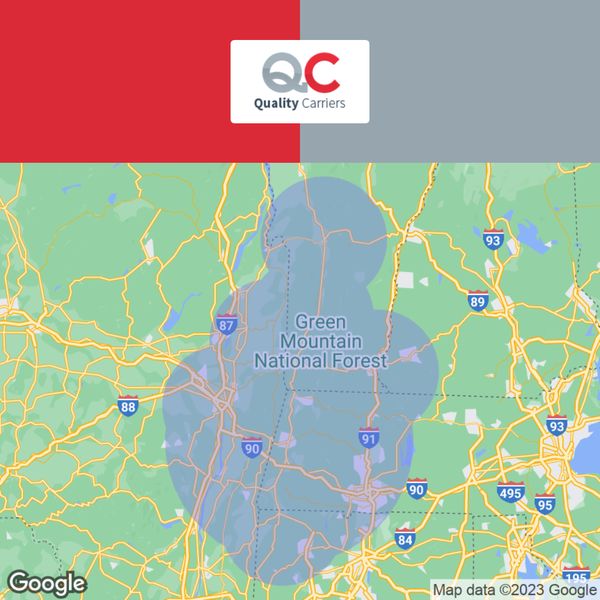 QC
Quality Carriers
93
89
87
Green
Mountain
National Forest
88
93
90
91
90
495
95
84
195
Google
Map data ©2023 Google